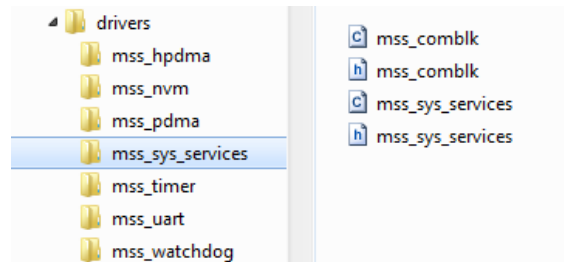 drivers
mss_hpdma
mss_nvm
mss_pdma
mss_sys_services
mss_timer
mss_uart
mss_watchdog
c mss_comblk
h mss_comblk
c mss_sys_services
h mss_sys_services